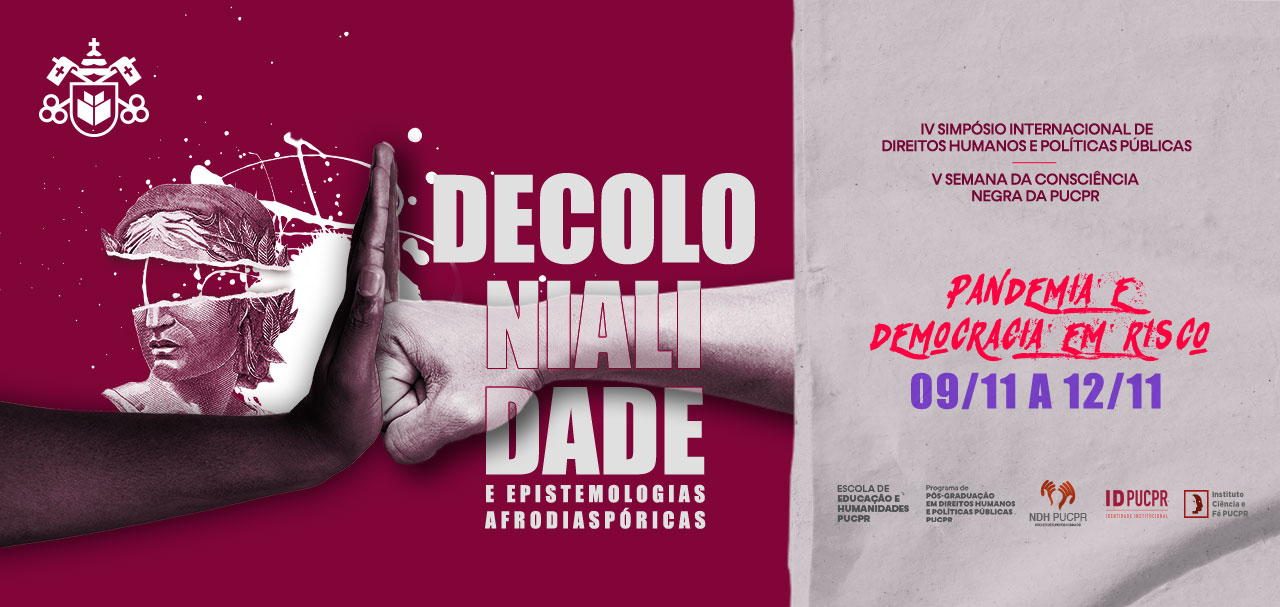 DECOLO
NIALI
DADE
E EPISTEMOLOGIAS
AFRODIASPÓRICAS
IV SIMPÓSIO INTERNACIONAL DE
DIREITOS HUMANOS E POLÍTICAS PÚBLICAS
V SEMANA DA CONSCIÊNCIA
NEGRA DA PUCPR
PANDEMIA E
DEMOCRACIA EM RISCO
09/11 A 12/11
ESCOLA DE
EDUCAÇÃO E
HUMANIDADES
PUCPR
Programa de
PÓS-GRADUAÇÃO
EM DIREITOS HUMANOS
E POLÍTICAS PÚBLICAS
PUCPR
NDH PUCPR
ID PUCPR
IDENTIDADE INSTITUCIONAL
Instituto
Ciência e
Fé PUCPR